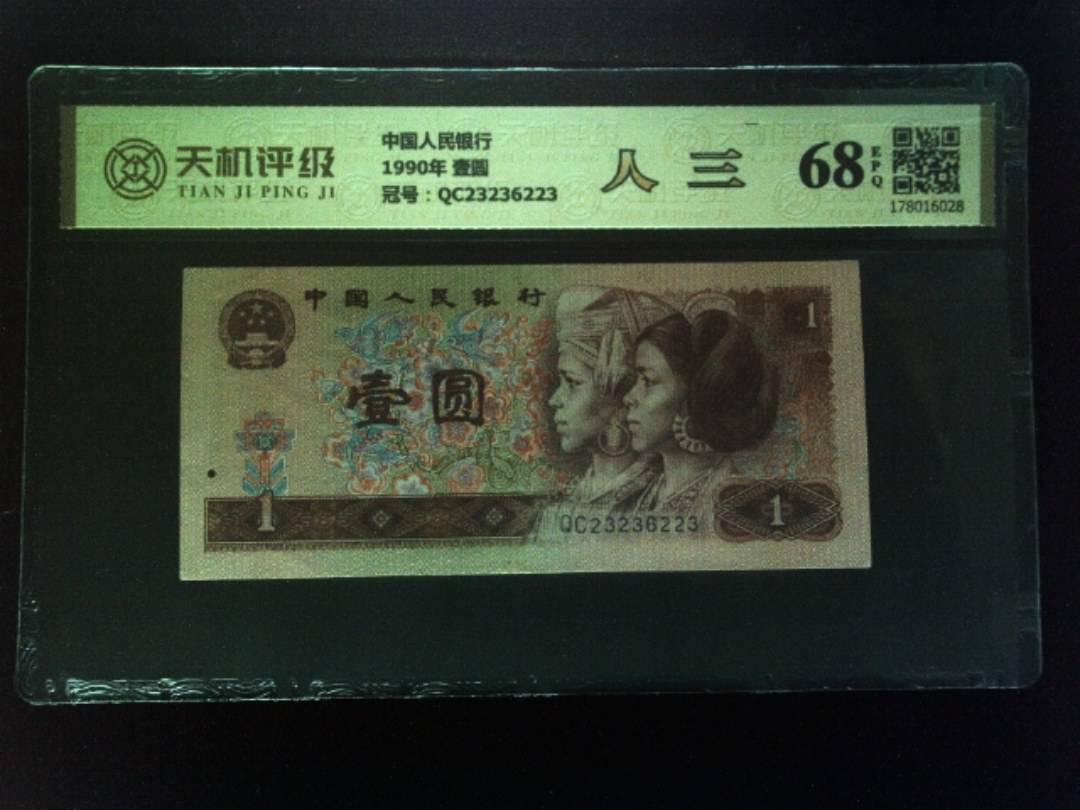 天机评级
TIAN JI PING JI
中国人民银行
1990年 壹圆
冠号：QC23236223
人三
68
EPQ
178016028
中国人民银行
1
壹圆
1
QC23236223
1